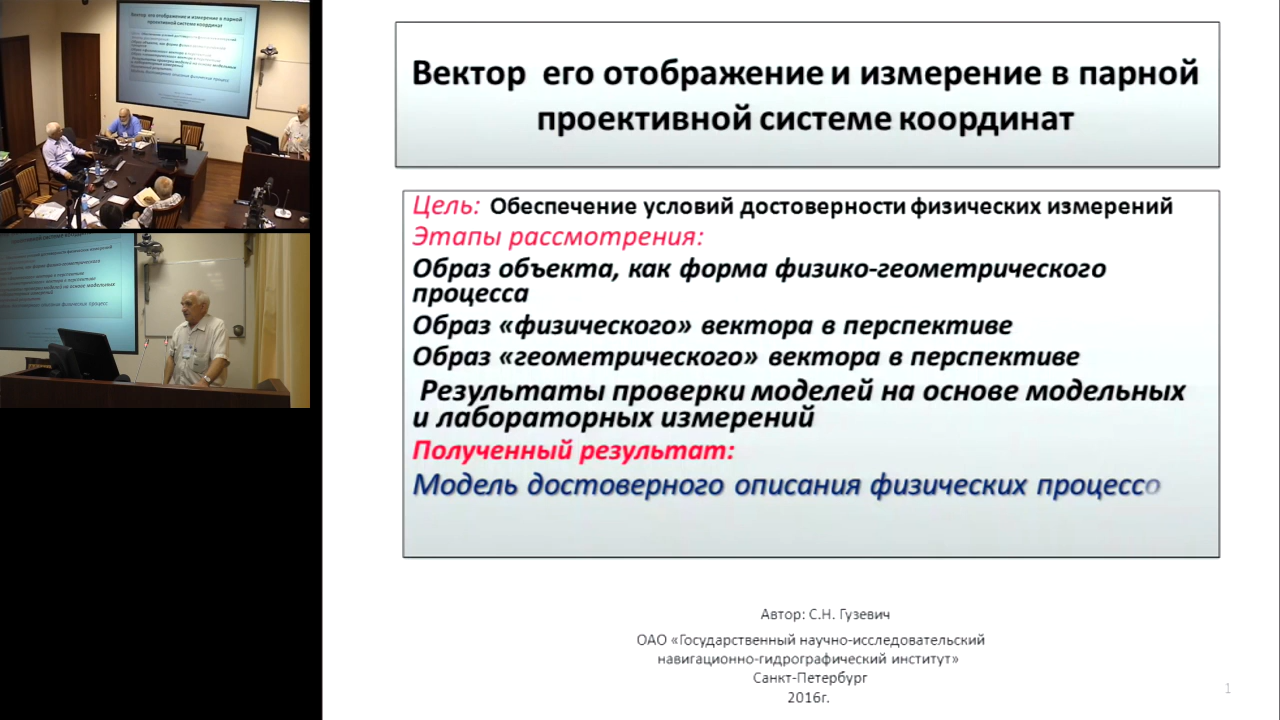 Вектор его отображение и измерение в парной
проективной системе координат
Цель: Обеспечение условий достоверности физических измерений
Этапы рассмотрения:
Образ объекта, как форма физико-геометрического
процесса
Образ «физического» вектора в перспективе
Образ «геометрического» вектора в перспективе
Результаты проверки моделей на основе модельных
и лабораторных измерений
Полученный результат:
Модель достоверного описания физических процессо
Автор: С.Н. Гузевич
ОАО «Государственный научно-исследовательский
навигационно-гидрографический институт»
Санкт-Петербург
2016г.
1